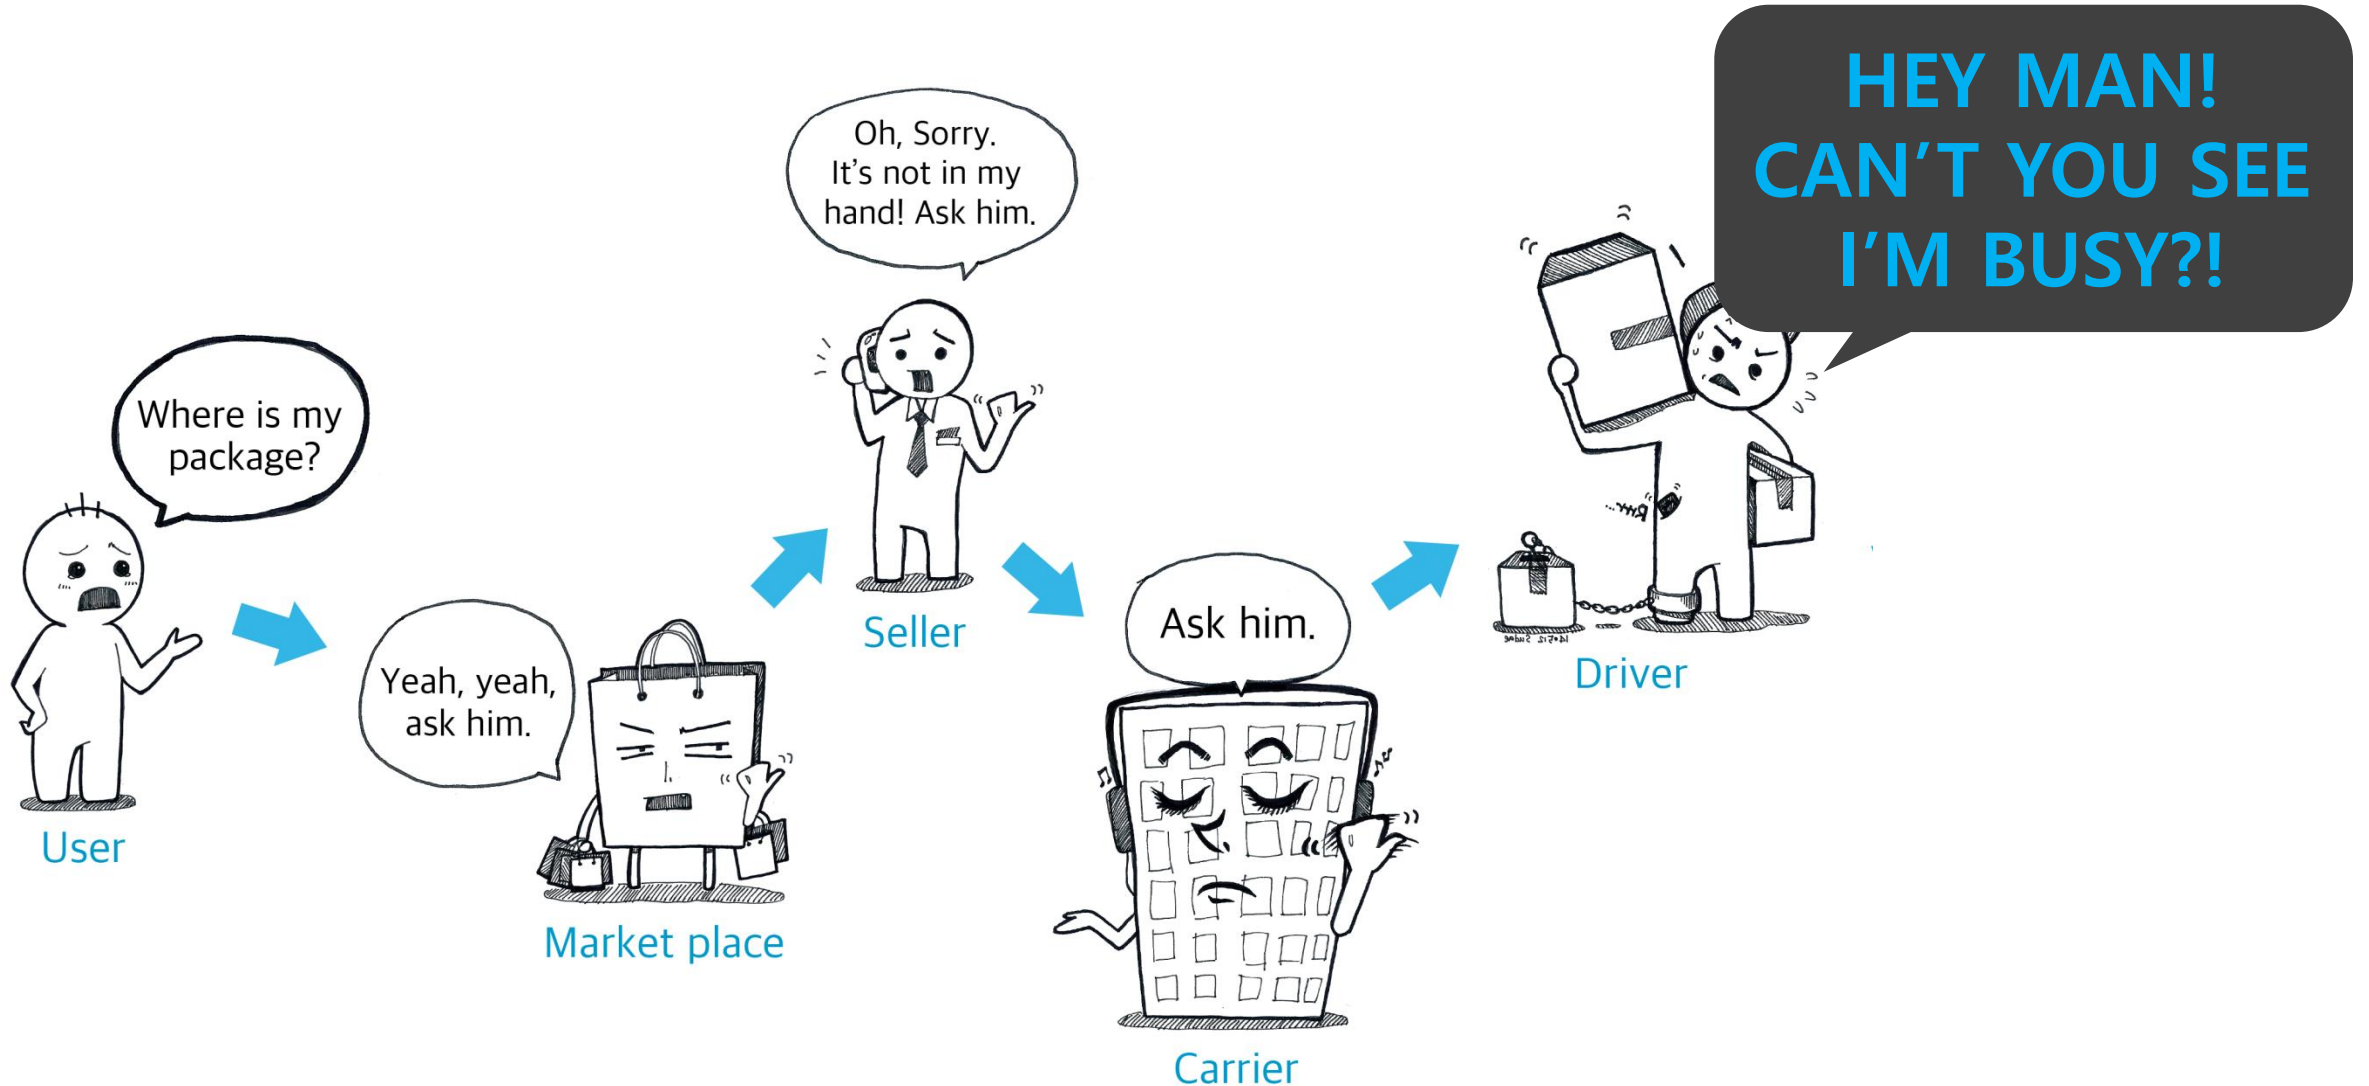 Where is my
package?
User
Yeah, yeah,
ask him.
Market place
Oh, Sorry.
It's not in my
hand! Ask him.
Seller
Ask him.
Carrier
HEY MAN!
CAN'T YOU SEE
I'M BUSY?!
Rrrr...
Driver